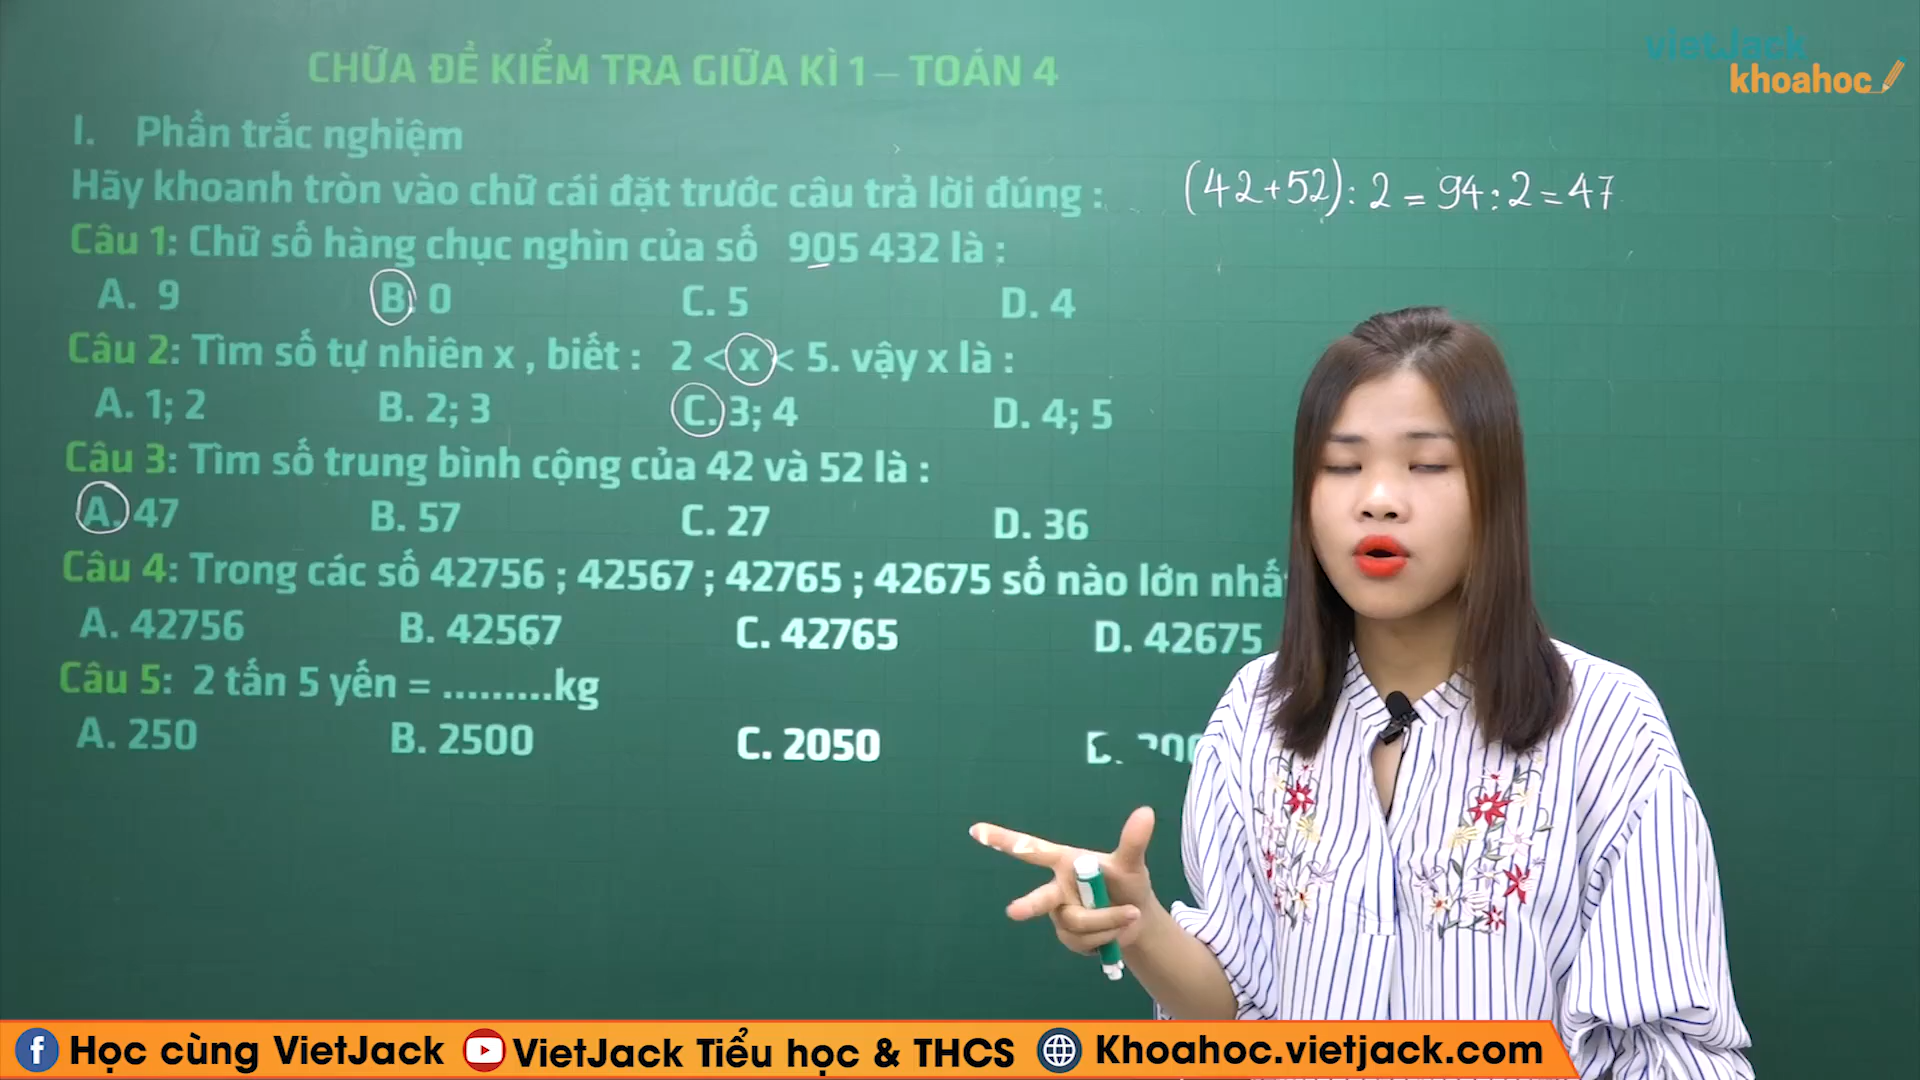 vietJack
khoahoc
CHỮA ĐỀ KIỂM TRA GIỮA KÌ 1 – TOÁN 4
I. Phần trắc nghiệm
Hãy khoanh tròn vào chữ cái đặt trước câu trả lời đúng :
(42+52) : 2 = 94 : 2 = 47
Câu 1: Chữ số hàng chục nghìn của số 905 432 là :
A. 9 B. 0 C. 5 D. 4
Câu 2: Tìm số tự nhiên x , biết : 2 < x < 5. vậy x là :
A. 1; 2 B. 2; 3 C. 3; 4 D. 4; 5
Câu 3: Tìm số trung bình cộng của 42 và 52 là :
A. 47 B. 57 C. 27 D. 36
Câu 4: Trong các số 42756 ; 42567 ; 42765 ; 42675 số nào lớn nhất
A. 42756 B. 42567 C. 42765 D. 42675
Câu 5: 2 tấn 5 yến = .........kg
A. 250 B. 2500 C. 2050 D.
Học cùng VietJack VietJack Tiểu học & THCS Khoahoc.vietjack.com